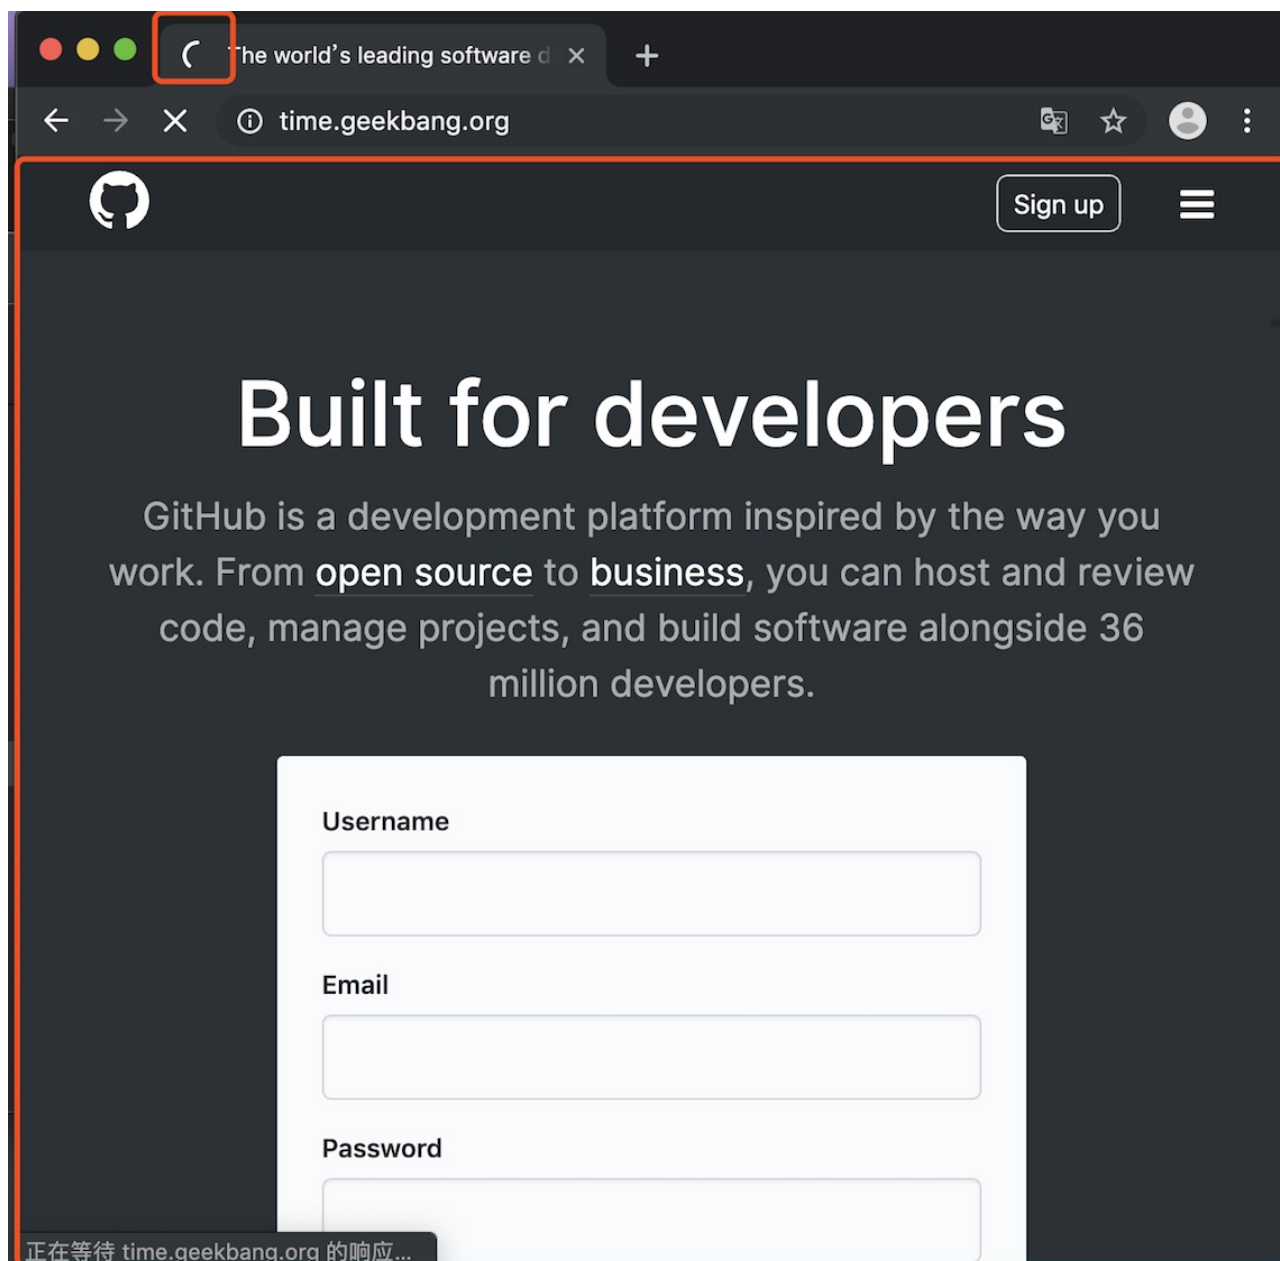 The world's leading software d
time.geekbang.org
Sign up
Built for developers
GitHub is a development platform inspired by the way you
work. From open source to business, you can host and review
code, manage projects, and build software alongside 36
million developers.
Username
Email
Password
正在等待 time.geekbang.org 的响应...